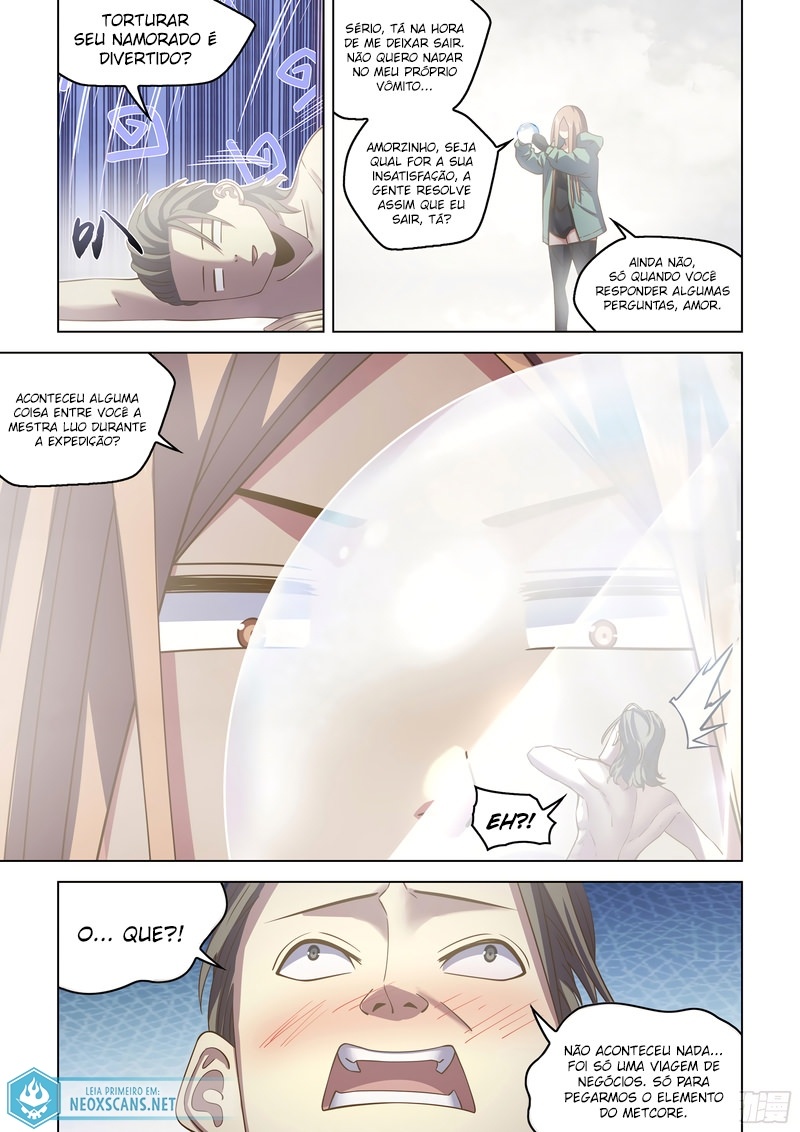 TORTURAR
SEU NAMORADO É
DIVERTIDO?
SÉRIO, TÁ NA HORA
DE ME DEIXAR SAIR.
NÃO QUERO NADAR
NO MEU PRÓPRIO
VÔMITO...
AMORZINHO, SEJA
QUAL FOR A SUA
INSATISFAÇÃO, A
GENTE RESOLVE
ASSIM QUE EU
SAIR, TÁ?
AINDA NÃO,
SÓ QUANDO VOCÊ
RESPONDER ALGUMAS
PERGUNTAS, AMOR.
ACONTECEU ALGUMA
COISA ENTRE VOCÊ A
MESTRA LUO DURANTE
A EXPEDIÇÃO?
EH?!
O... QUE?!
NÃO ACONTECEU NADA...
FOI SÓ UMA VIAGEM DE
NEGÓCIOS. SÓ PARA
PEGARMOS O ELEMENTO
DO METCORE.
LEIA PRIMEIRO EM:
NEOXSCANS.NET